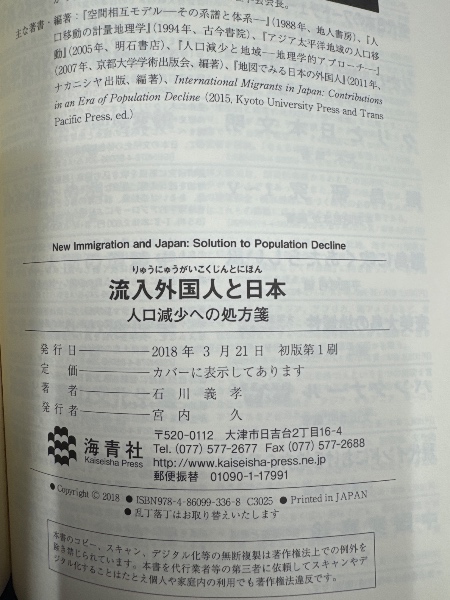 主な著書・編著：『空間相互モデル―その系譜と体系―』(1988年、地人書房)、『人
口移動の計量地理学』(1994年、古今書院)、『アジア太平洋地域の人口移
動』(2005年、明石書店)、『人口減少と地域―地理学的アプローチ―』
(2007年、京都大学学術出版会、編著)、『地図でみる日本の外国人』(2011年、
ナカニシヤ出版、編著)、International Migrants in Japan: Contributions
in an Era of Population Decline (2015, Kyoto University Press and Trans
Pacific Press, ed.)
New Immigration and Japan: Solution to Population Decline
りゅうにゅうがいこくじんとにほん
流入外国人と日本
人口減少への処方箋
発行日―――2018年3月21日 初版第1刷
定 価―――カバーに表示してあります
著 者―――石川義孝
発行者―――宮内 久
海青社
Kaiseisha Press
〒520-0112 大津市日吉台2丁目16-4
Tel. (077) 577-2677 Fax (077) 577-2688
http://www.kaiseisha-press.ne.jp
郵便振替 01090-1-17991
● Copyright © 2018 ● ISBN978-4-86099-336-8 C3025 ● Printed in JAPAN
● 乱丁落丁はお取り替えいたします
本書のコピー、スキャン、デジタル化等の無断複製は著作権法上での例外を
除き禁じられています。本書を代行業者等の第三者に依頼してスキャンやデ
ジタル化することはたとえ個人や家庭内の利用でも著作権法違反です。